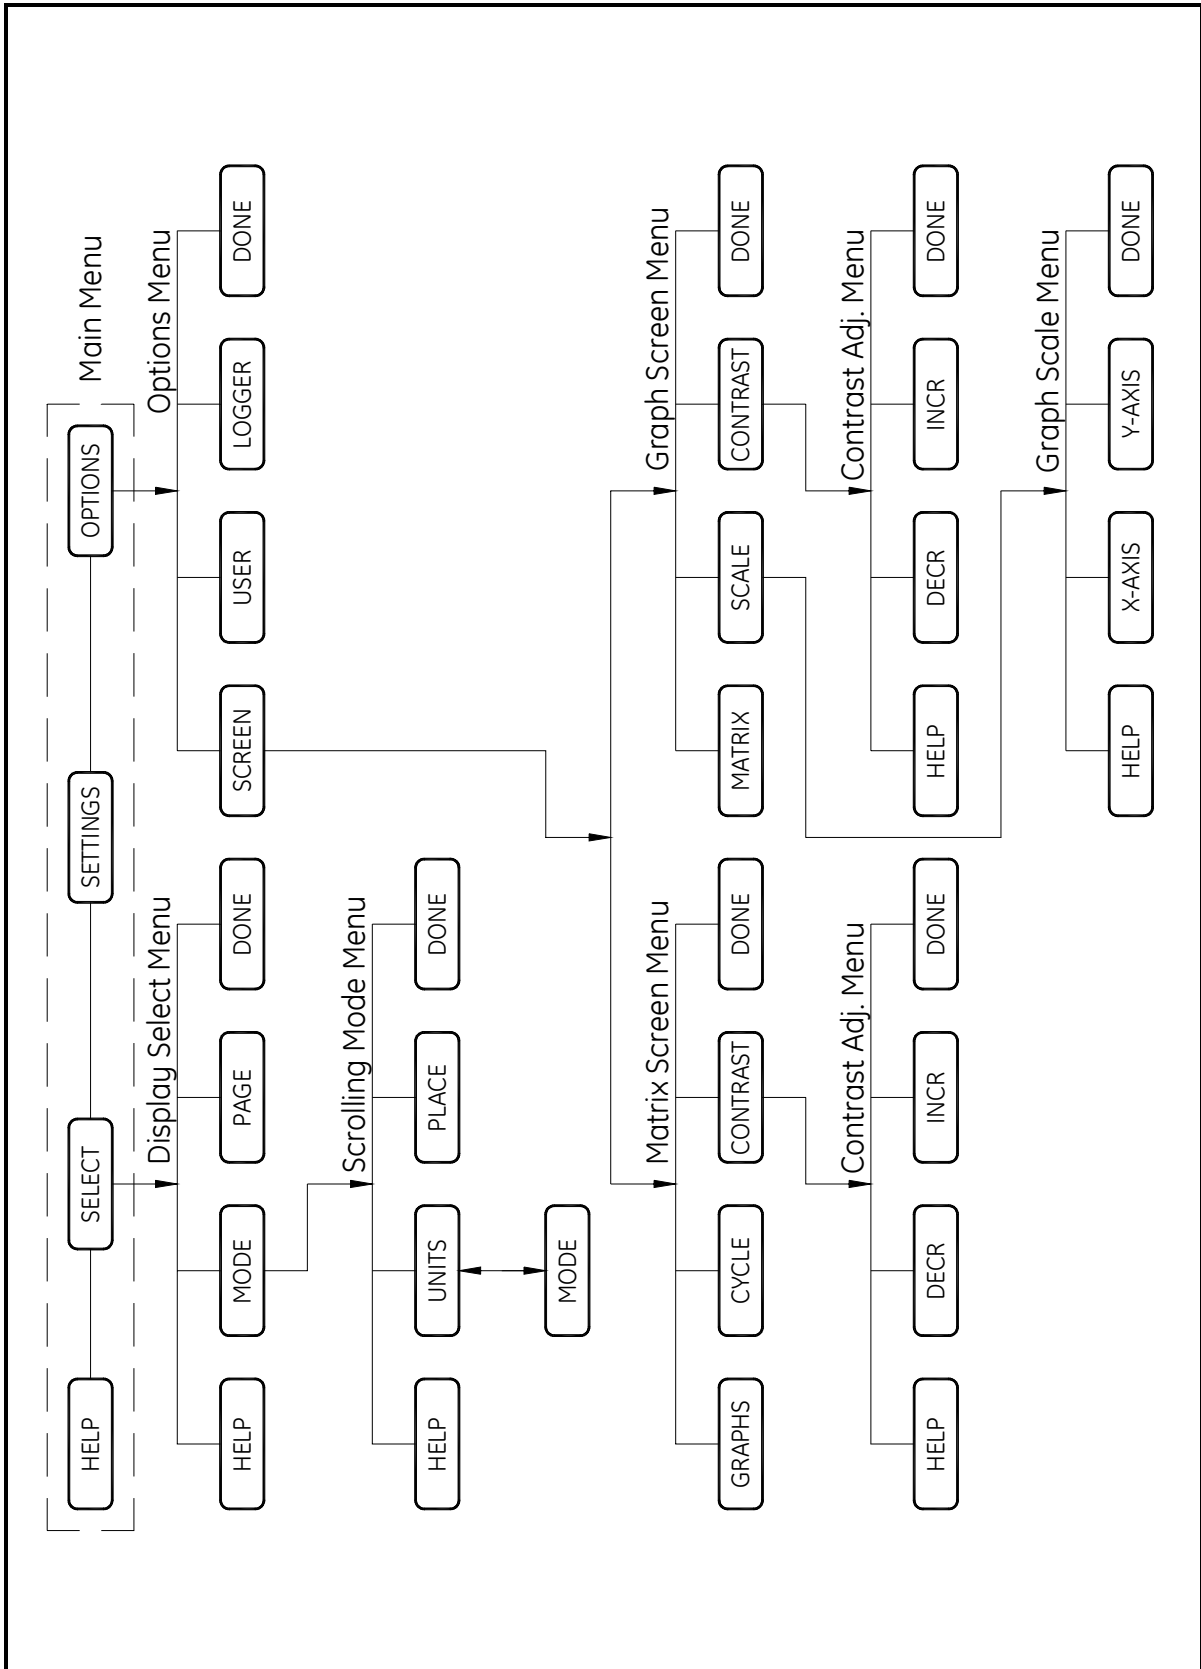 Main Menu
HELP
SELECT
SETTINGS
OPTIONS
Display Select Menu
HELP
MODE
PAGE
DONE
Options Menu
SCREEN
USER
LOGGER
DONE
Scrolling Mode Menu
HELP
UNITS
PLACE
DONE
MODE
Matrix Screen Menu
GRAPHS
CYCLE
CONTRAST
DONE
Graph Screen Menu
MATRIX
SCALE
CONTRAST
DONE
Contrast Adj. Menu
HELP
DECR
INCR
DONE
Contrast Adj. Menu
HELP
DECR
INCR
DONE
Graph Scale Menu
HELP
X-AXIS
Y-AXIS
DONE